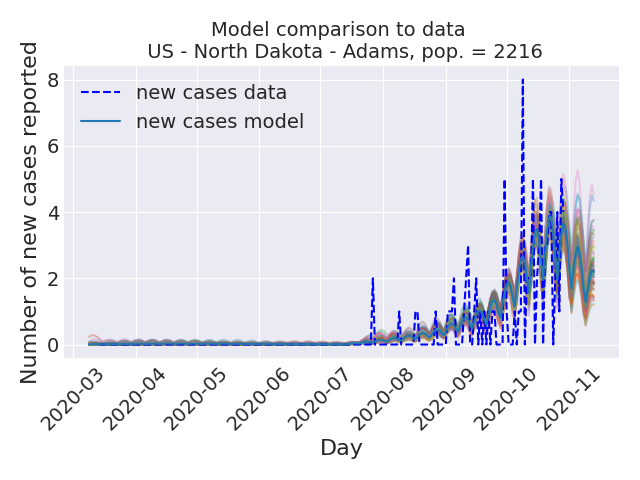 Model comparison to data
US - North Dakota - Adams, pop. = 2216
Number of new cases reported
8
6
4
2
0
new cases data
new cases model
2020-03
2020-04
2020-05
2020-06
2020-07
2020-08
2020-09
2020-10
2020-11
Day